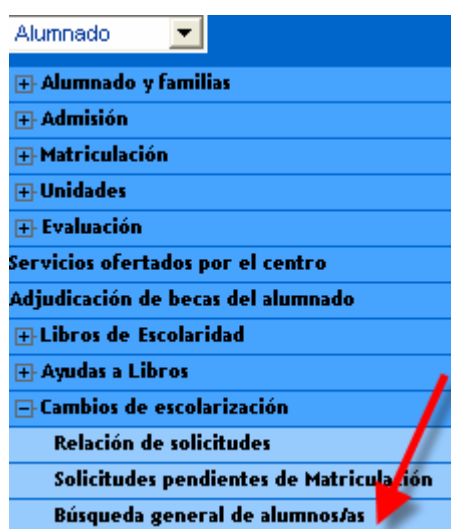 Alumnado
Alumnado y familias
Admisión
Matriculación
Unidades
Evaluación
Servicios ofertados por el centro
Adjudicación de becas del alumnado
Libros de Escolaridad
Ayudas a Libros
Cambios de escolarización
Relación de solicitudes
Solicitudes pendientes de Matriculación
Búsqueda general de alumnos/as